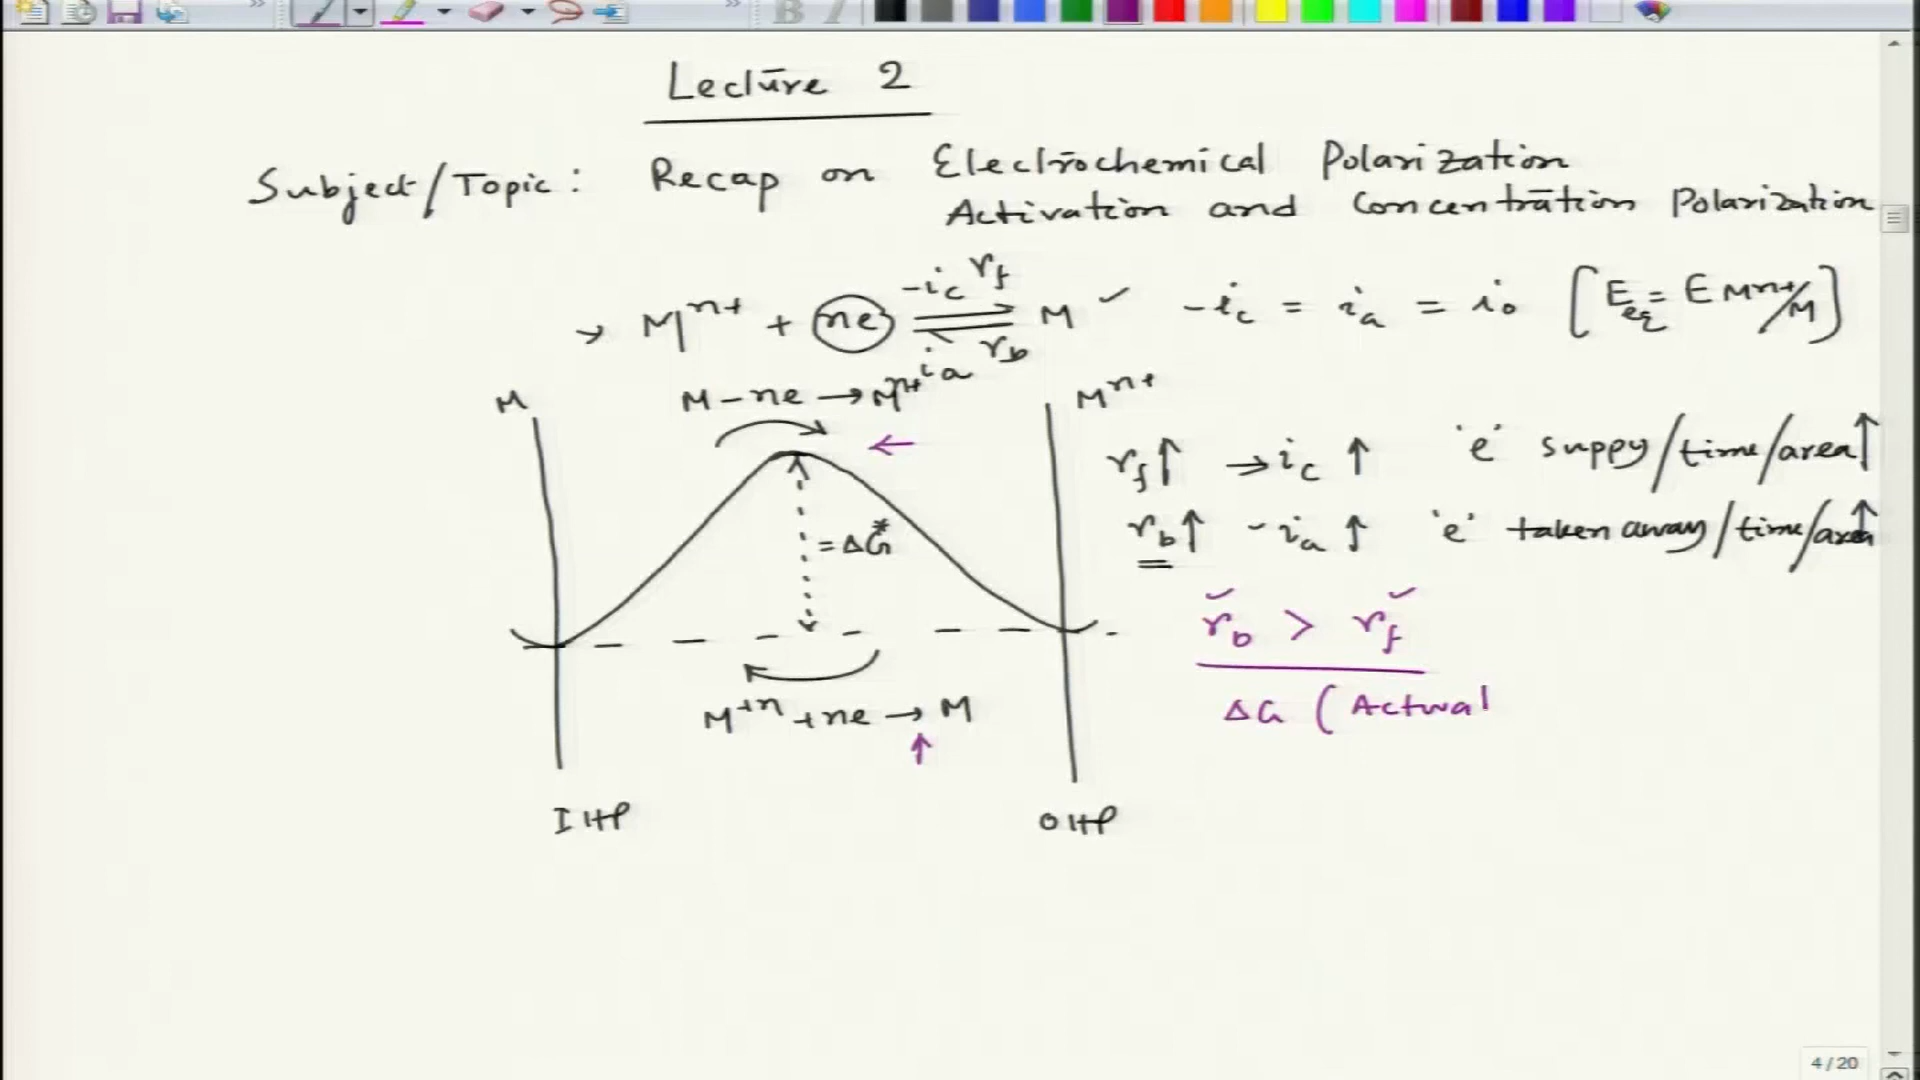 Lecture 2
Subject/Topic: Recap on Electrochemical Polarization
Activation and Concentration Polarization
→ M^n+ + ne ⇌ M ✓ -ic = ia = i0 [Eeq = E M^n+/M]
-ic rf
ia rb
M - ne → M^n+
M
M^n+
rf↑ → ic ↑ 'e' suppy/time/area↑
= ΔG*
rb↑ -ia ↑ 'e' taken away/time/area↑
rb > rf
M^+n + ne → M
ΔG (Actual
IHP
OHP
4/20
B I